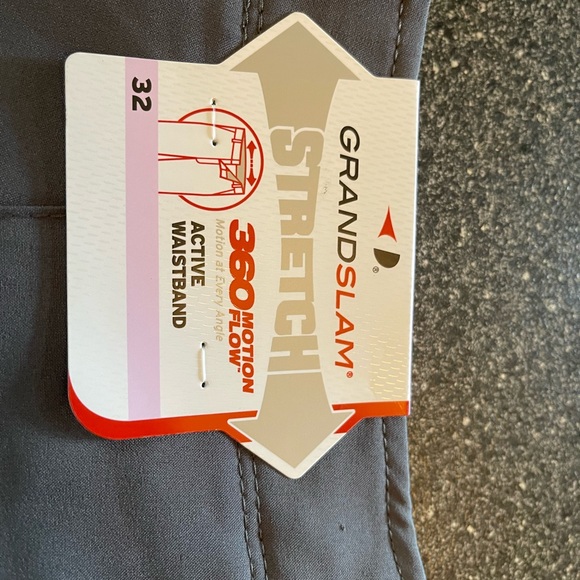 GRANDSLAM®
STRETCH
360 MOTION FLOW
Motion at Every Angle
ACTIVE
WAISTBAND
32